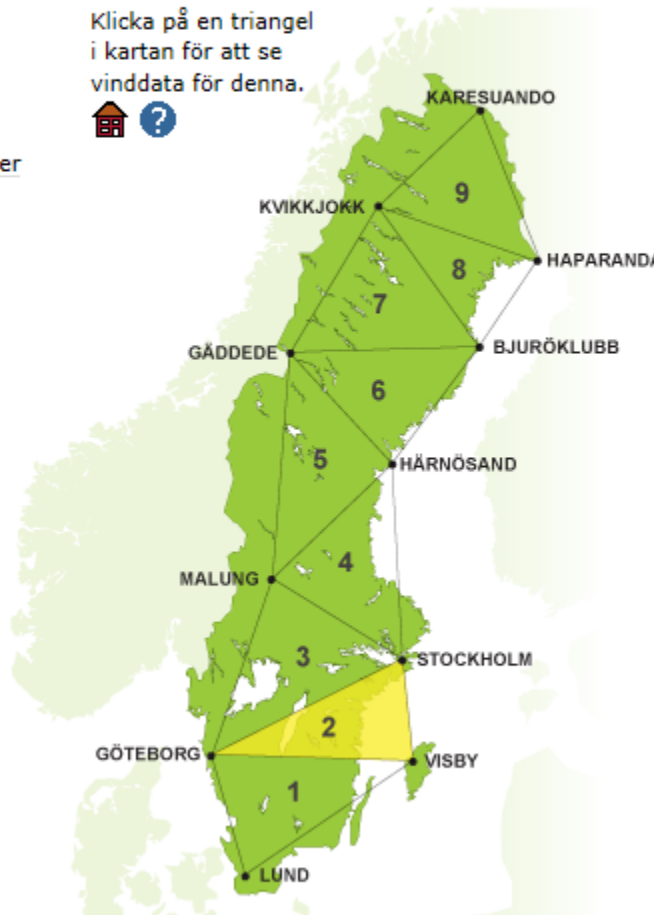 Klicka på en triangel
i kartan för att se
vinddata för denna.
?
er
KARESUANDO
9
KVIKKJOKK
8
HAPARANDA
7
GÄDDEDE
BJURÖKLUBB
6
5
HÄRNÖSAND
4
MALUNG
3
STOCKHOLM
2
GÖTEBORG
VISBY
1
LUND